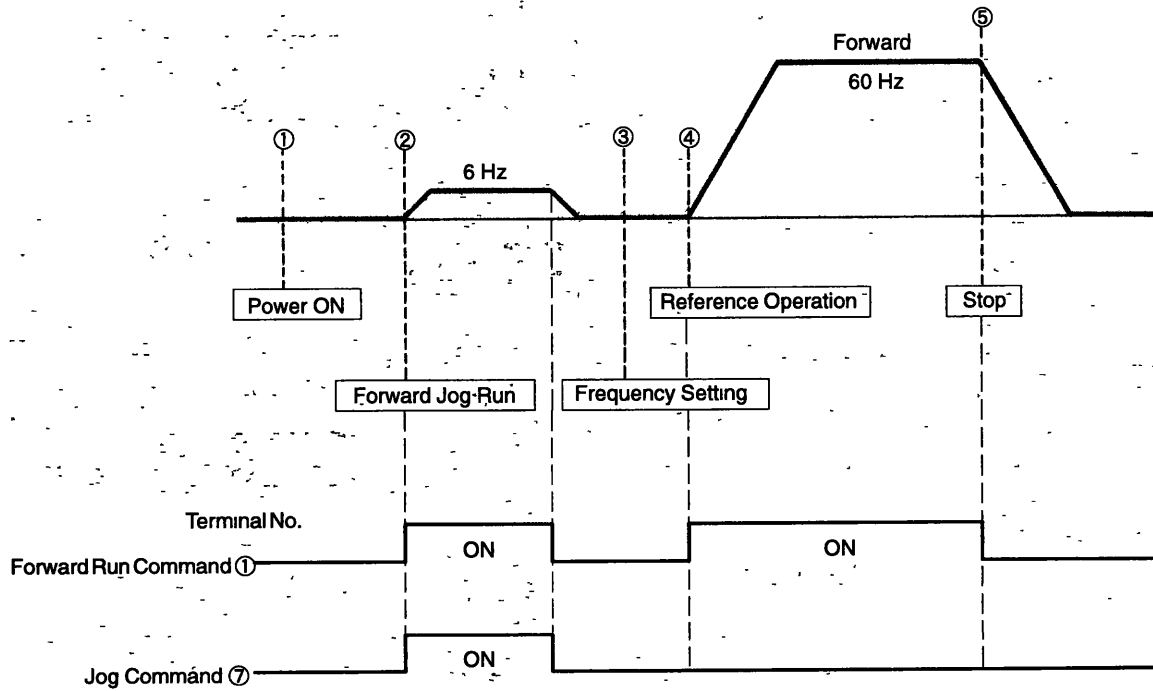 ⑤
Forward
60 Hz
① ② ③ ④
6 Hz
Power ON
Reference Operation
Stop
Forward Jog-Run
Frequency Setting
Terminal No.
Forward Run Command ① ON ON
Jog Command ⑦ ON